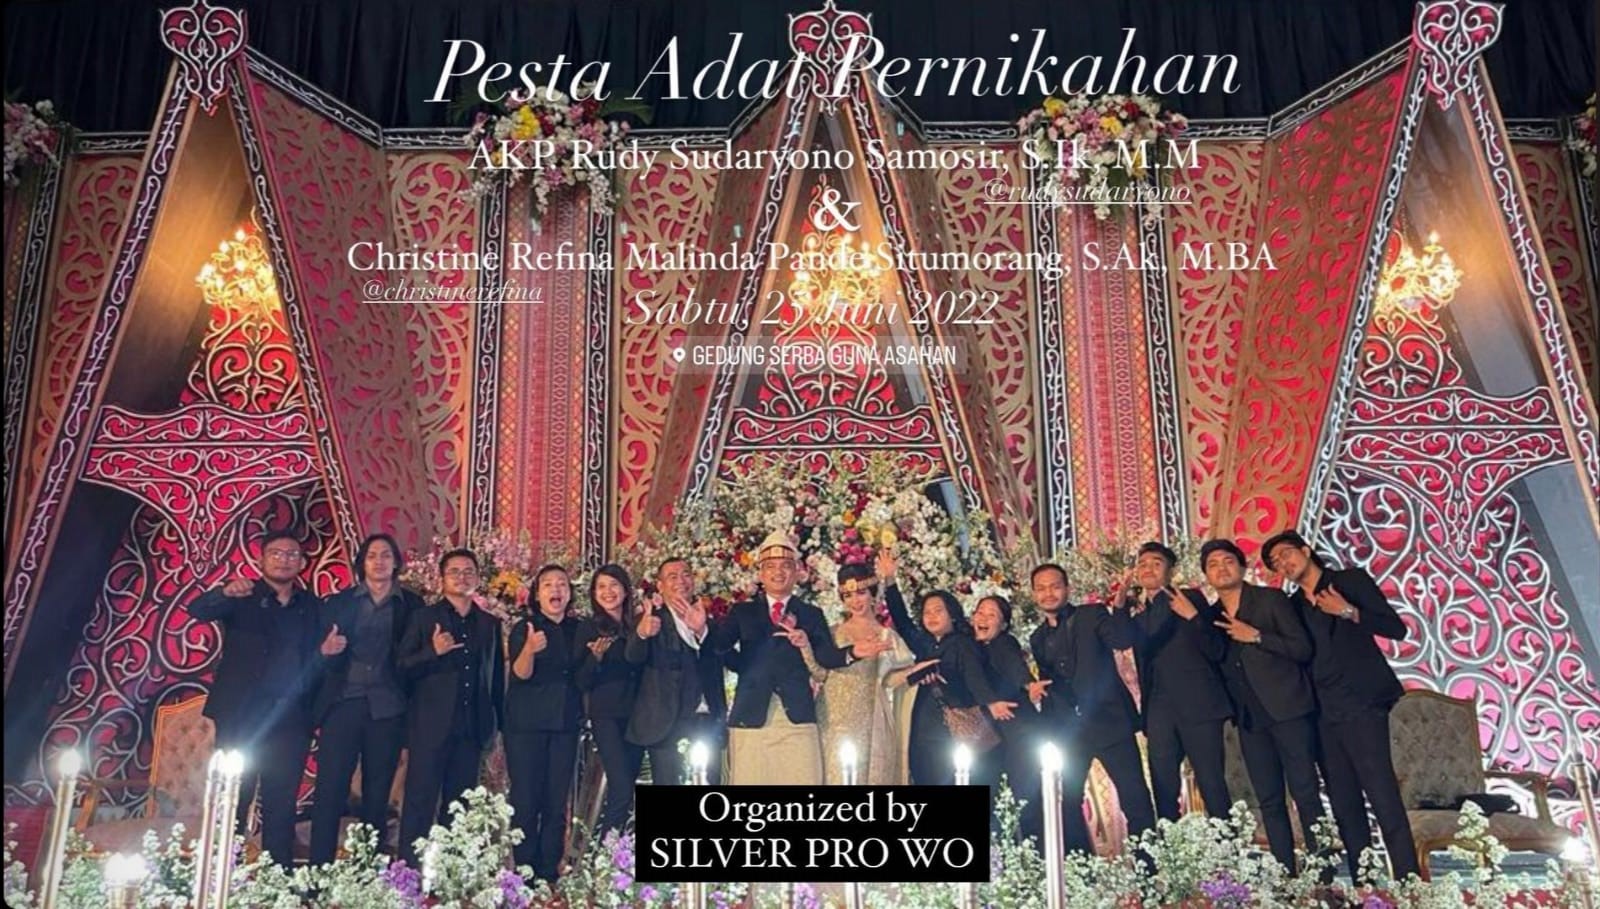 Pesta Adat Pernikahan
AKP. Rudy Sudaryono Samosir, S.Ik, M.M
@rudysudaryono
&
Christine Refina Malinda Pande Situmorang, S.Ak, M.BA
@christinerefina
Sabtu, 25 Juni 2022
GEDUNG SERBA GUNA ASAHAN
Organized by
SILVER PRO WO